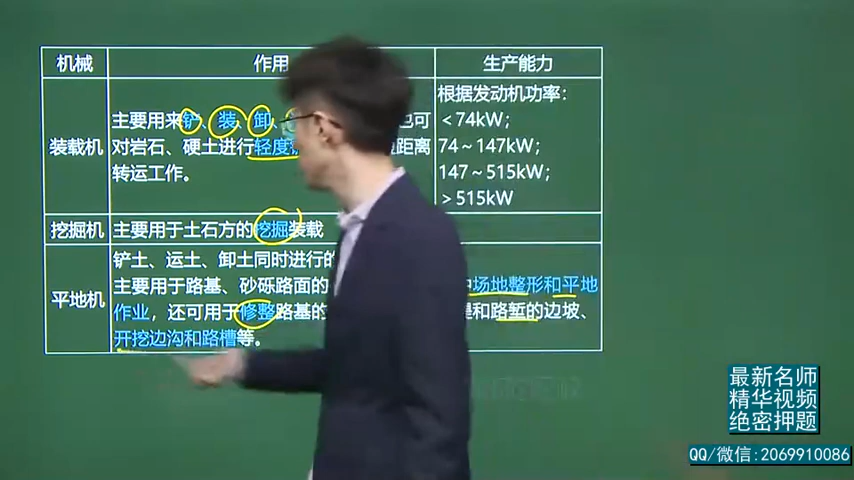 机械 作用 生产能力
装载机
主要用来铲、装、卸、 也可
对岩石、硬土进行轻度 距离
转运工作。
根据发动机功率：
＜74kW；
74～147kW；
147～515kW；
＞515kW
挖掘机 主要用于土石方的挖掘装载
平地机
铲土、运土、卸土同时进行的
主要用于路基、砂砾路面的 场地整形和平地
作业，还可用于修整路基的 和路堑的边坡、
开挖边沟和路槽等。
最新名师
精华视频
绝密押题
QQ/微信:2069910086